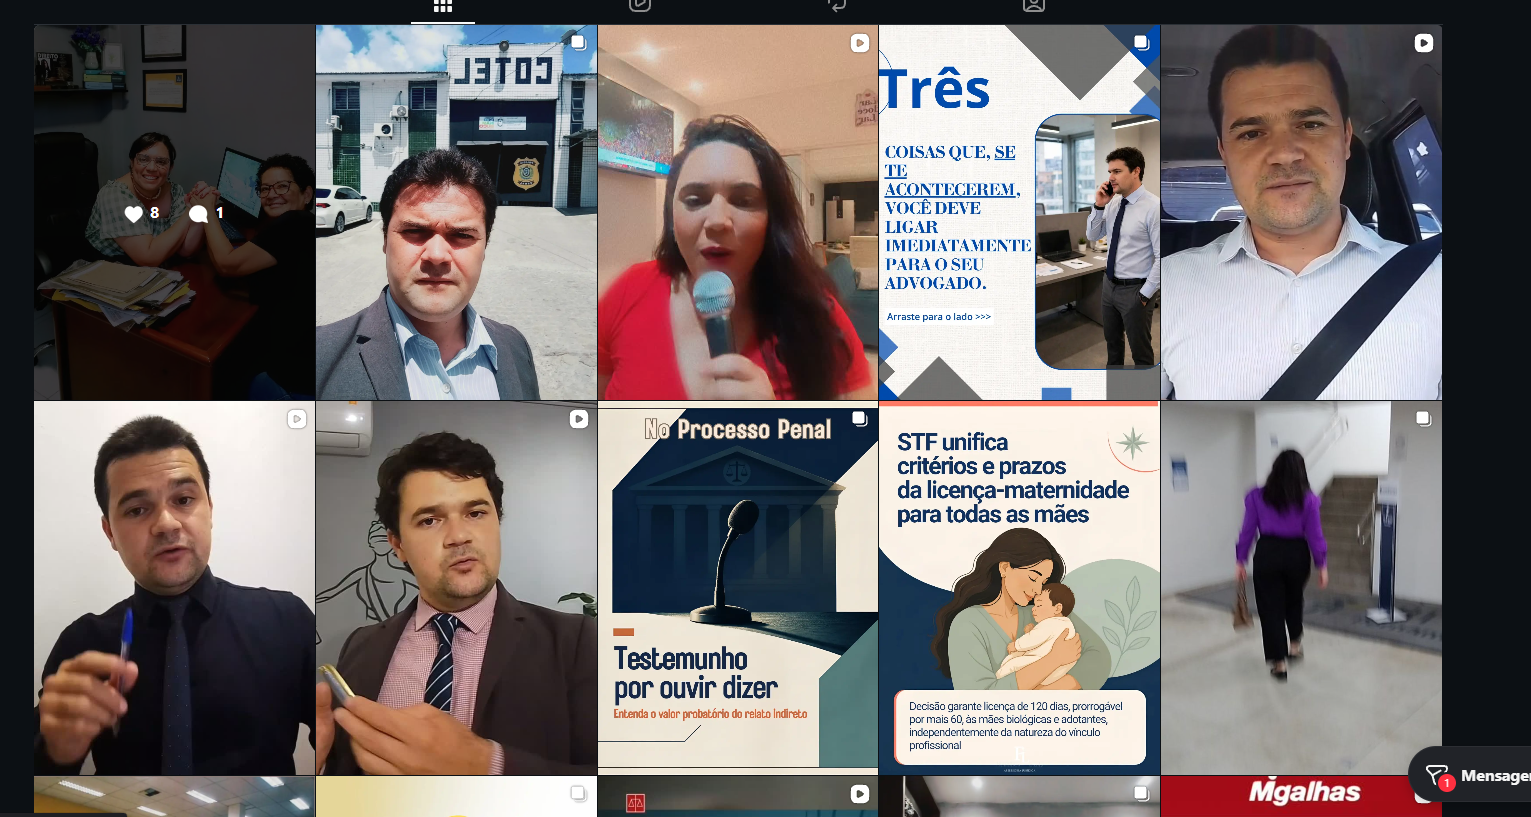 8
1
COTEL
Três
COISAS QUE, SE
TE
ACONTECEREM,
VOCÊ DEVE
LIGAR
IMEDIATAMENTE
PARA O SEU
ADVOGADO.
Arraste para o lado >>>
No Processo Penal
Testemunho
por ouvir dizer
Entenda o valor probatório do relato indireto
STF unifica
critérios e prazos
da licença-maternidade
para todas as mães
Decisão garante licença de 120 dias, prorrogável
por mais 60, às mães biológicas e adotantes,
independentemente da natureza do vínculo
profissional
Migalhas
1
Mensagen